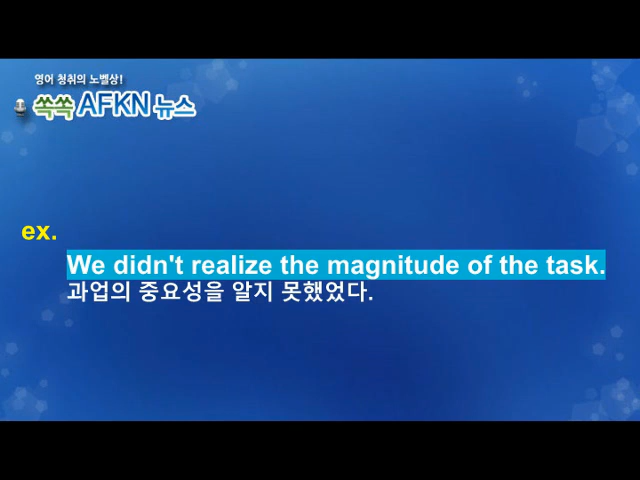 영어 청취의 노벨상!
쏙쏙 AFKN 뉴스
ex.
We didn't realize the magnitude of the task.
과업의 중요성을 알지 못했었다.